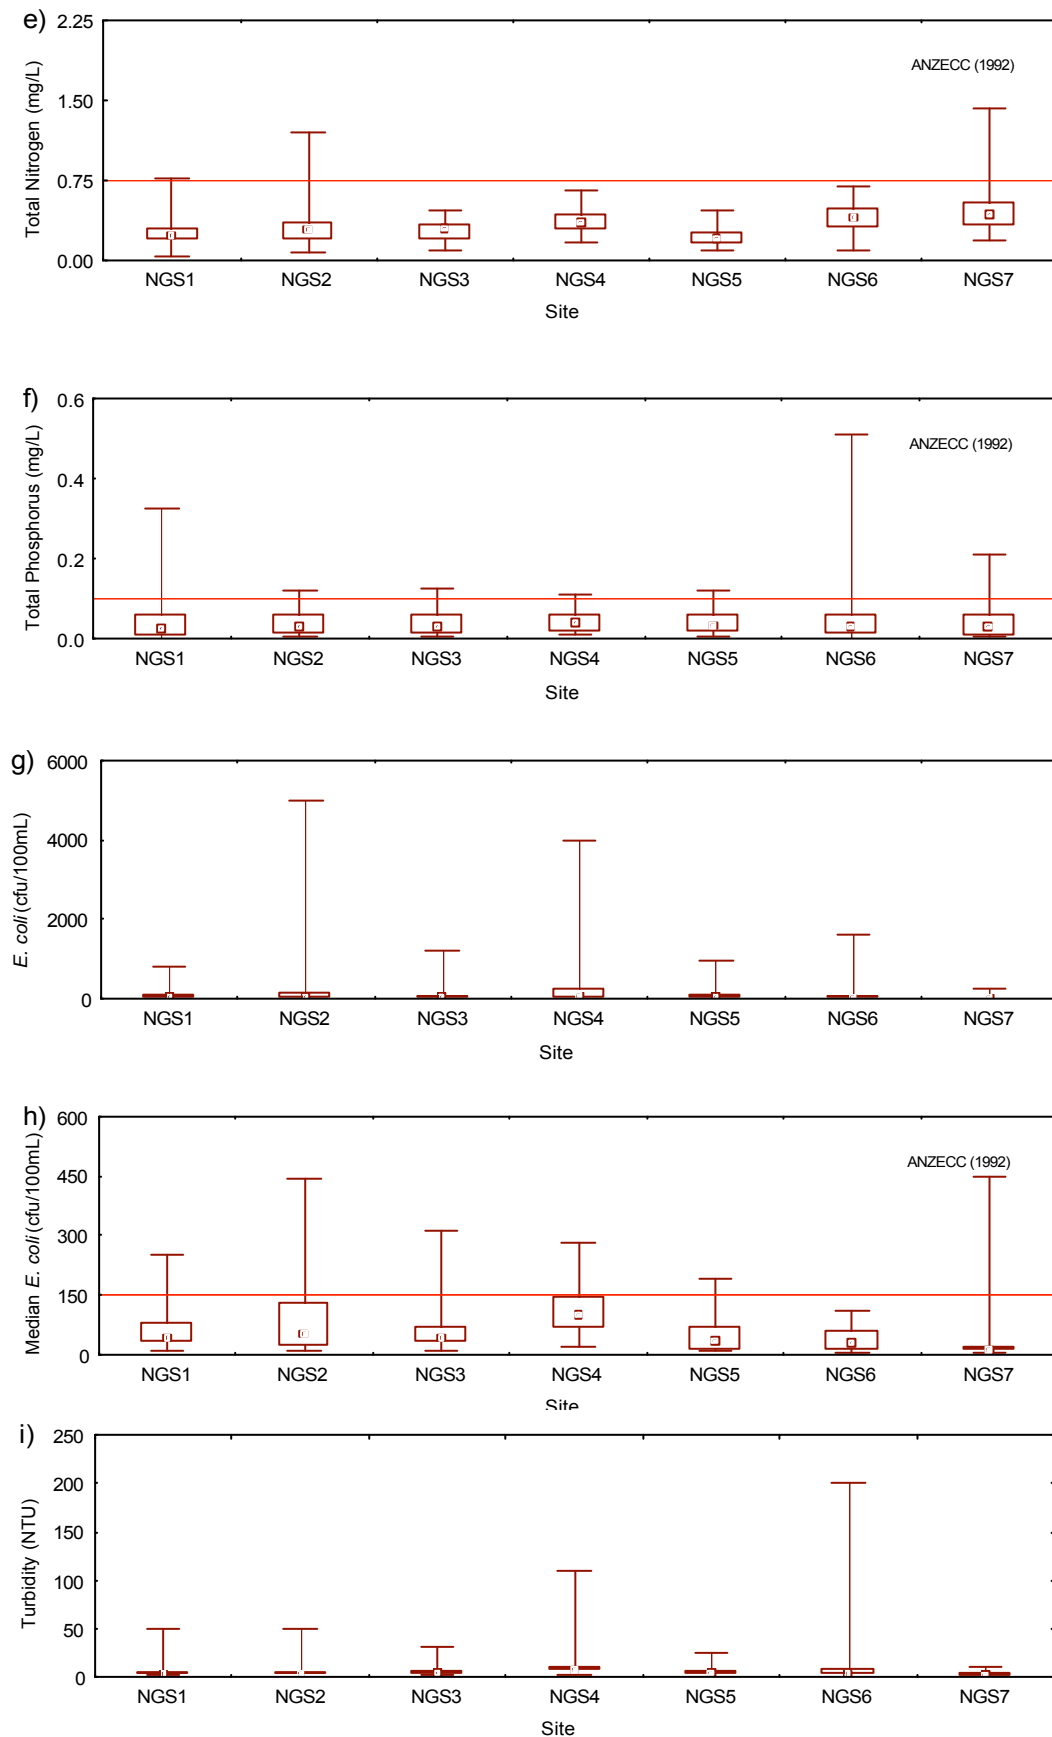 e)
Total Nitrogen (mg/L)
2.25
1.50
0.75
0.00
ANZECC (1992)
NGS1 NGS2 NGS3 NGS4 NGS5 NGS6 NGS7
Site
f)
Total Phosphorus (mg/L)
0.6
0.4
0.2
0.0
ANZECC (1992)
NGS1 NGS2 NGS3 NGS4 NGS5 NGS6 NGS7
Site
g)
E. coli (cfu/100mL)
6000
4000
2000
0
NGS1 NGS2 NGS3 NGS4 NGS5 NGS6 NGS7
Site
h)
Median E. coli (cfu/100mL)
600
450
300
150
0
ANZECC (1992)
NGS1 NGS2 NGS3 NGS4 NGS5 NGS6 NGS7
Site
i)
Turbidity (NTU)
250
200
150
100
50
0
NGS1 NGS2 NGS3 NGS4 NGS5 NGS6 NGS7
Site